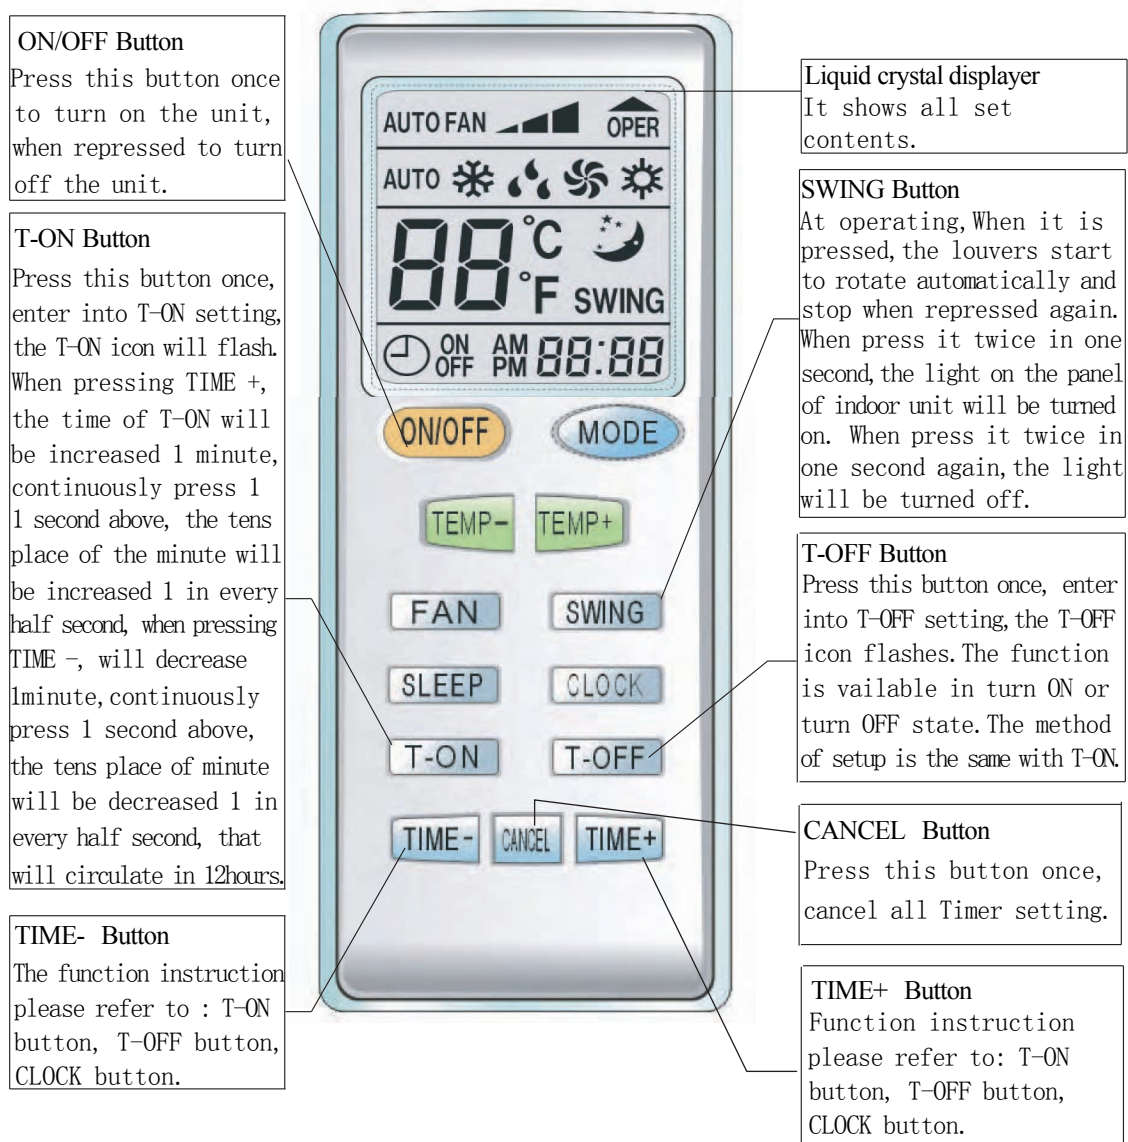 ON/OFF Button
Press this button once
to turn on the unit,
when repressed to turn
off the unit.
T-ON Button
Press this button once,
enter into T-ON setting,
the T-ON icon will flash.
When pressing TIME +,
the time of T-ON will
be increased 1 minute,
continuously press 1
1 second above, the tens
place of the minute will
be increased 1 in every
half second, when pressing
TIME -, will decrease
1minute, continuously
press 1 second above,
the tens place of minute
will be decreased 1 in
every half second, that
will circulate in 12hours.
TIME- Button
The function instruction
please refer to : T-ON
button, T-OFF button,
CLOCK button.
AUTO FAN OPER
AUTO
88 °C
°F SWING
ON AM 88:88
OFF PM
ON/OFF MODE
TEMP- TEMP+
FAN SWING
SLEEP CLOCK
T-ON T-OFF
TIME- CANCEL TIME+
Liquid crystal displayer
It shows all set
contents.
SWING Button
At operating, When it is
pressed, the louvers start
to rotate automatically and
stop when repressed again.
When press it twice in one
second, the light on the panel
of indoor unit will be turned
on. When press it twice in
one second again, the light
will be turned off.
T-OFF Button
Press this button once, enter
into T-OFF setting, the T-OFF
icon flashes. The function
is vailable in turn ON or
turn OFF state. The method
of setup is the same with T-ON.
CANCEL Button
Press this button once,
cancel all Timer setting.
TIME+ Button
Function instruction
please refer to: T-ON
button, T-OFF button,
CLOCK button.